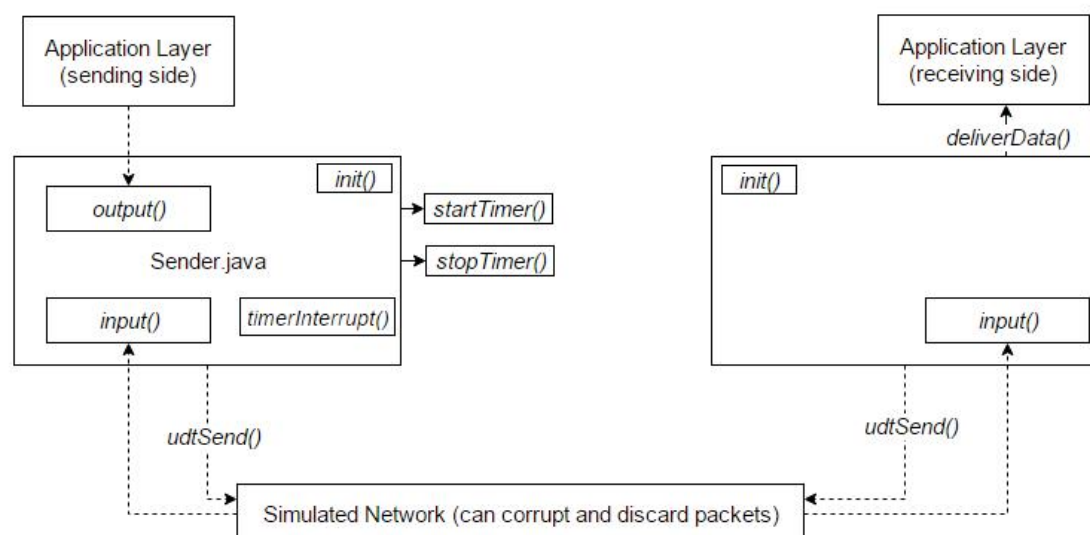 Application Layer
(sending side)
Application Layer
(receiving side)
deliverData()
init()
output()
startTimer()
Sender.java
stopTimer()
input()
timerInterrupt()
init()
input()
udtSend()
udtSend()
Simulated Network (can corrupt and discard packets)